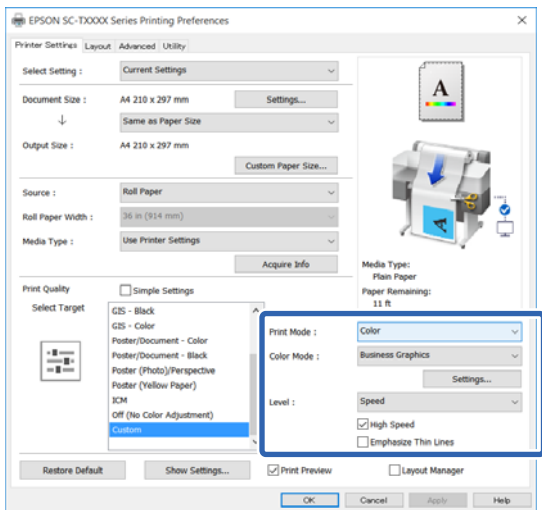 EPSON SC-TXXXX Series Printing Preferences
Printer Settings Layout Advanced Utility
Select Setting : Current Settings
Document Size : A4 210 x 297 mm Settings...
Same as Paper Size
Output Size : A4 210 x 297 mm
Custom Paper Size...
Source : Roll Paper
Roll Paper Width : 36 in (914 mm)
Media Type : Use Printer Settings
Acquire Info
A
Media Type:
Plain Paper
Paper Remaining:
11 ft
Print Quality Simple Settings
Select Target
GIS - Black
GIS - Color
Poster/Document - Color
Poster/Document - Black
Poster (Photo)/Perspective
Poster (Yellow Paper)
ICM
Off (No Color Adjustment)
Custom
Print Mode : Color
Color Mode : Business Graphics
Settings...
Level : Speed
High Speed
Emphasize Thin Lines
Restore Default Show Settings... Print Preview Layout Manager
OK Cancel Apply Help